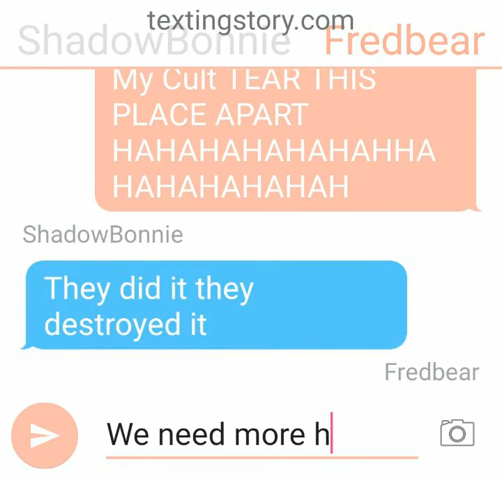 textingstory.com
ShadowBonnie Fredbear
My Cult TEAR THIS
PLACE APART
HAHAHAHAHAHAHHA
HAHAHAHAHAH
ShadowBonnie
They did it they
destroyed it
Fredbear
We need more h